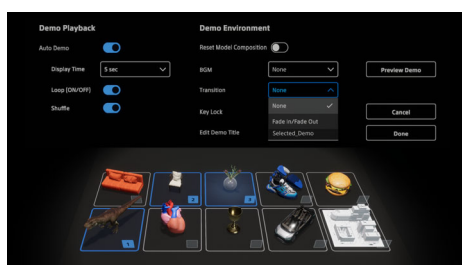 Demo Playback
Demo Environment
Auto Demo
Reset Model Composition
Display Time
5 sec
BGM
None
Preview Demo
Loop [ON/OFF]
Transition
None
Shuffle
None
Key Lock
Cancel
Fade In/Fade Out
Edit Demo Title
Selected_Demo
Done
2
3
1